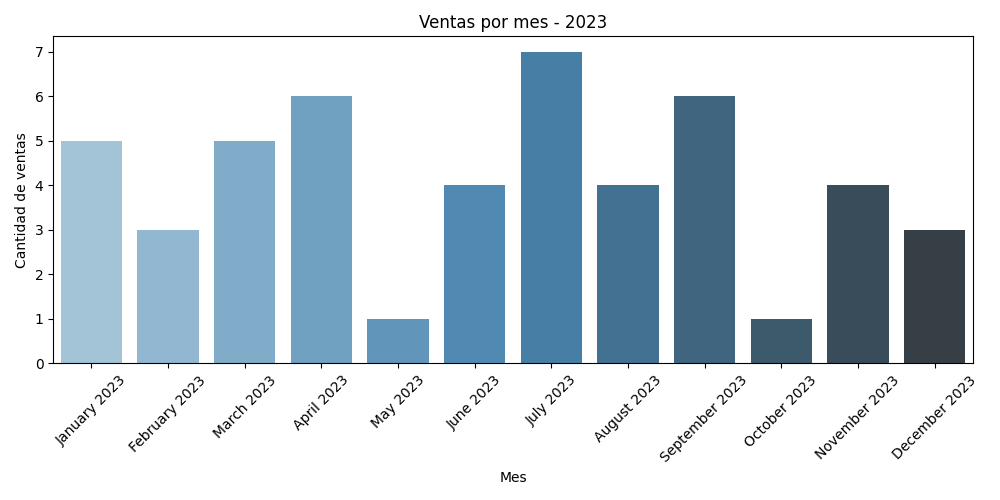 Ventas por mes - 2023
Cantidad de ventas
7
6
5
4
3
2
1
0
January 2023
February 2023
March 2023
April 2023
May 2023
June 2023
July 2023
August 2023
September 2023
October 2023
November 2023
December 2023
Mes